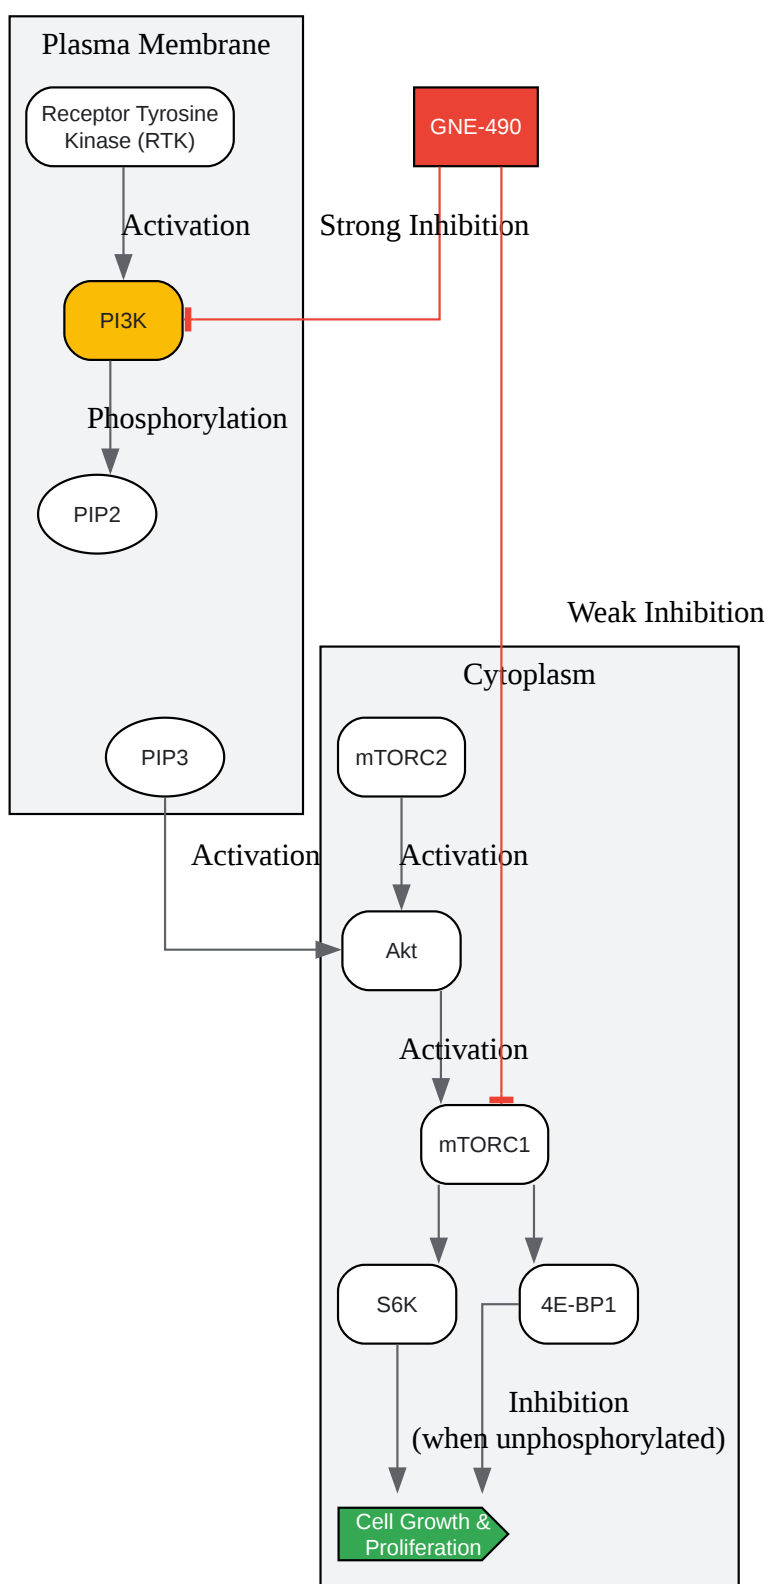 Plasma Membrane
Receptor Tyrosine
Kinase (RTK)
GNE-490
Activation
Strong Inhibition
PI3K
Phosphorylation
PIP2
Weak Inhibition
Cytoplasm
PIP3
mTORC2
Activation
Activation
Akt
Activation
mTORC1
S6K
4E-BP1
Inhibition
(when unphosphorylated)
Cell Growth &
Proliferation